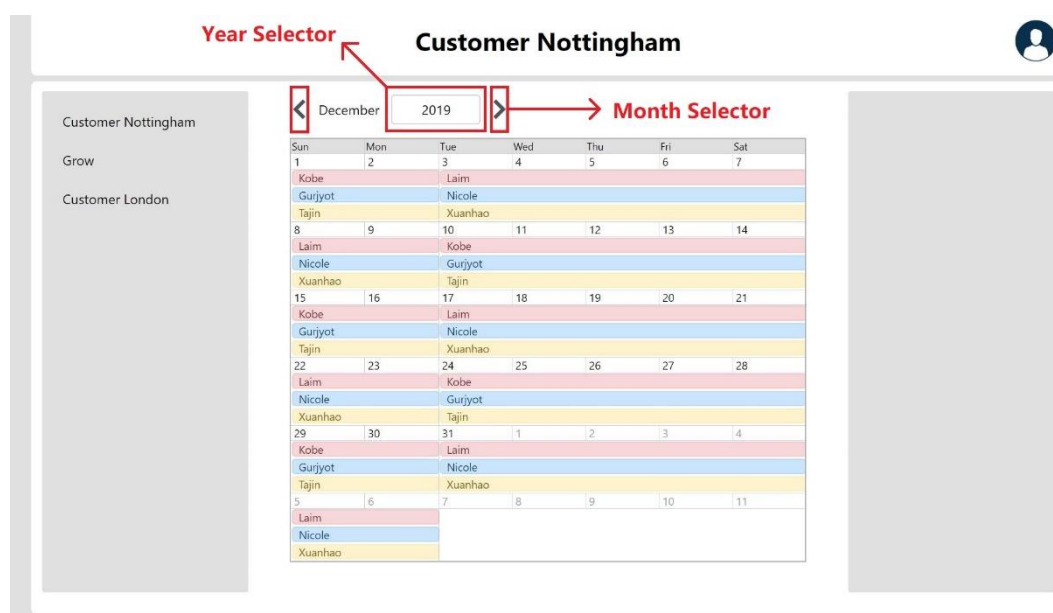 Year Selector
Customer Nottingham
December 2019
Month Selector
Customer Nottingham
Grow
Customer London
Sun Mon Tue Wed Thu Fri Sat
1 2 3 4 5 6 7
Kobe Laim
Gurjyot Nicole
Tajin Xuanhao
8 9 10 11 12 13 14
Laim Kobe
Nicole Gurjyot
Xuanhao Tajin
15 16 17 18 19 20 21
Kobe Laim
Gurjyot Nicole
Tajin Xuanhao
22 23 24 25 26 27 28
Laim Kobe
Nicole Gurjyot
Xuanhao Tajin
29 30 31 1 2 3 4
Kobe Laim
Gurjyot Nicole
Tajin Xuanhao
5 6 7 8 9 10 11
Laim
Nicole
Xuanhao